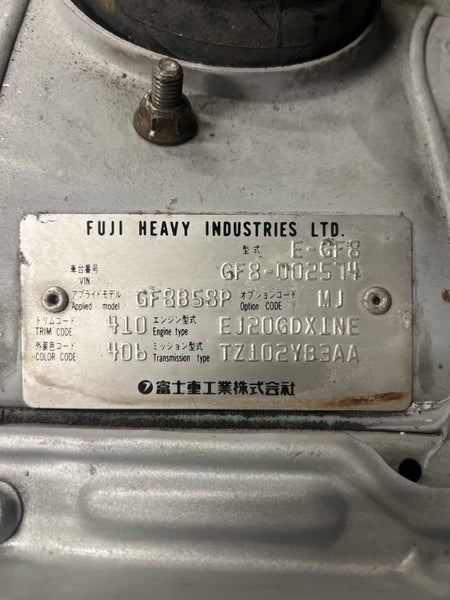 FUJI HEAVY INDUSTRIES LTD.
型式 E-GF8
車台番号 VIN GF8-002514
アプライドモデル Applied model GF8B58P オプションコード Option CODE MJ
トリムコード TRIM CODE 410 エンジン型式 Engine type EJ20GDX1NE
外装色コード COLOR CODE 406 ミッション型式 Transmission type TZ102YB3AA
富士重工業株式会社